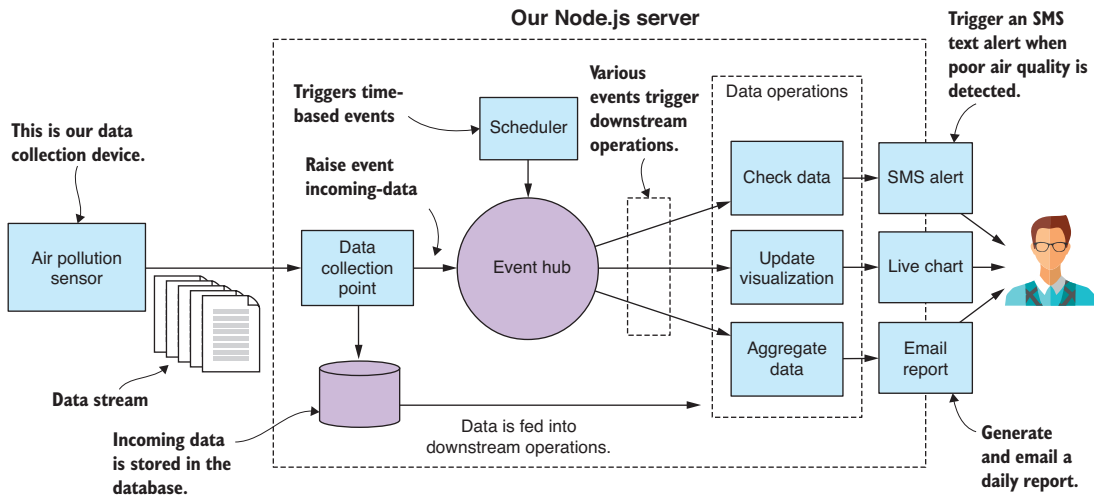 Our Node.js server
This is our data
collection device.
Air pollution
sensor
Data stream
Triggers time-
based events
Scheduler
Raise event
incoming-data
Data
collection
point
Event hub
Incoming data
is stored in the
database.
Data is fed into
downstream operations.
Various
events trigger
downstream
operations.
Data operations
Check data
Update
visualization
Aggregate
data
Trigger an SMS
text alert when
poor air quality is
detected.
SMS alert
Live chart
Email
report
Generate
and email a
daily report.